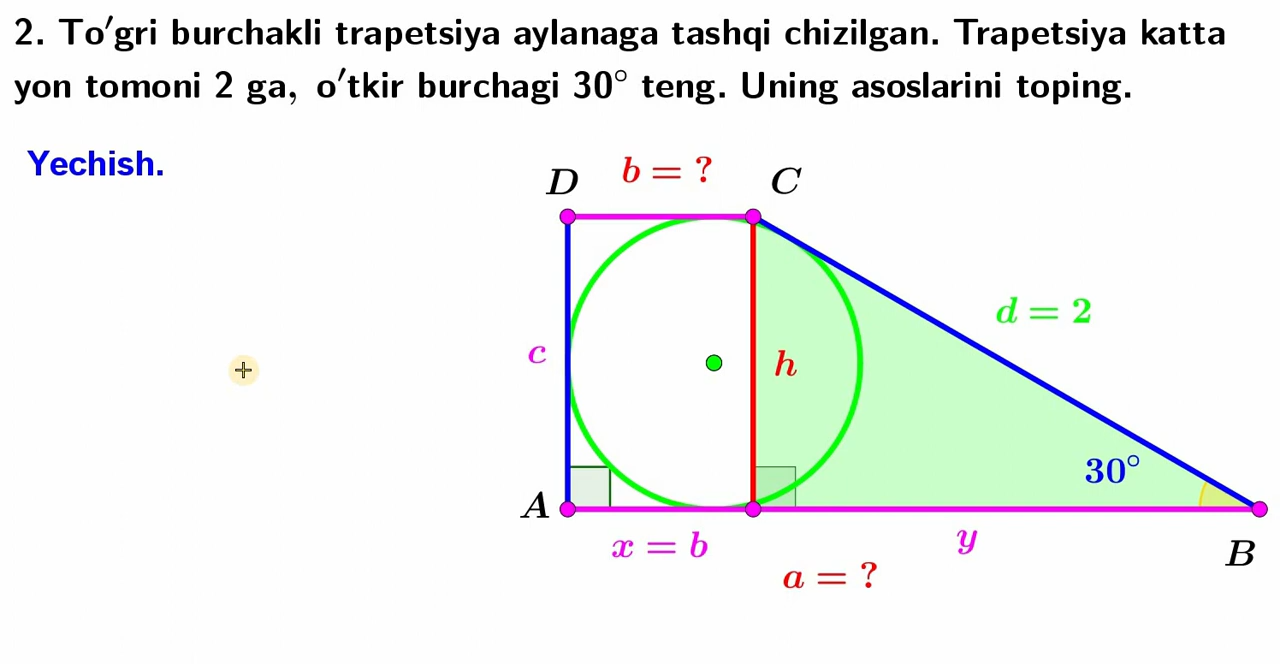 2. To′gri burchakli trapetsiya aylanaga tashqi chizilgan. Trapetsiya katta
yon tomoni 2 ga, o′tkir burchagi 30° teng. Uning asoslarini toping.
Yechish.
b = ?
D
C
d = 2
c
h
30°
A
x = b
y
B
a = ?